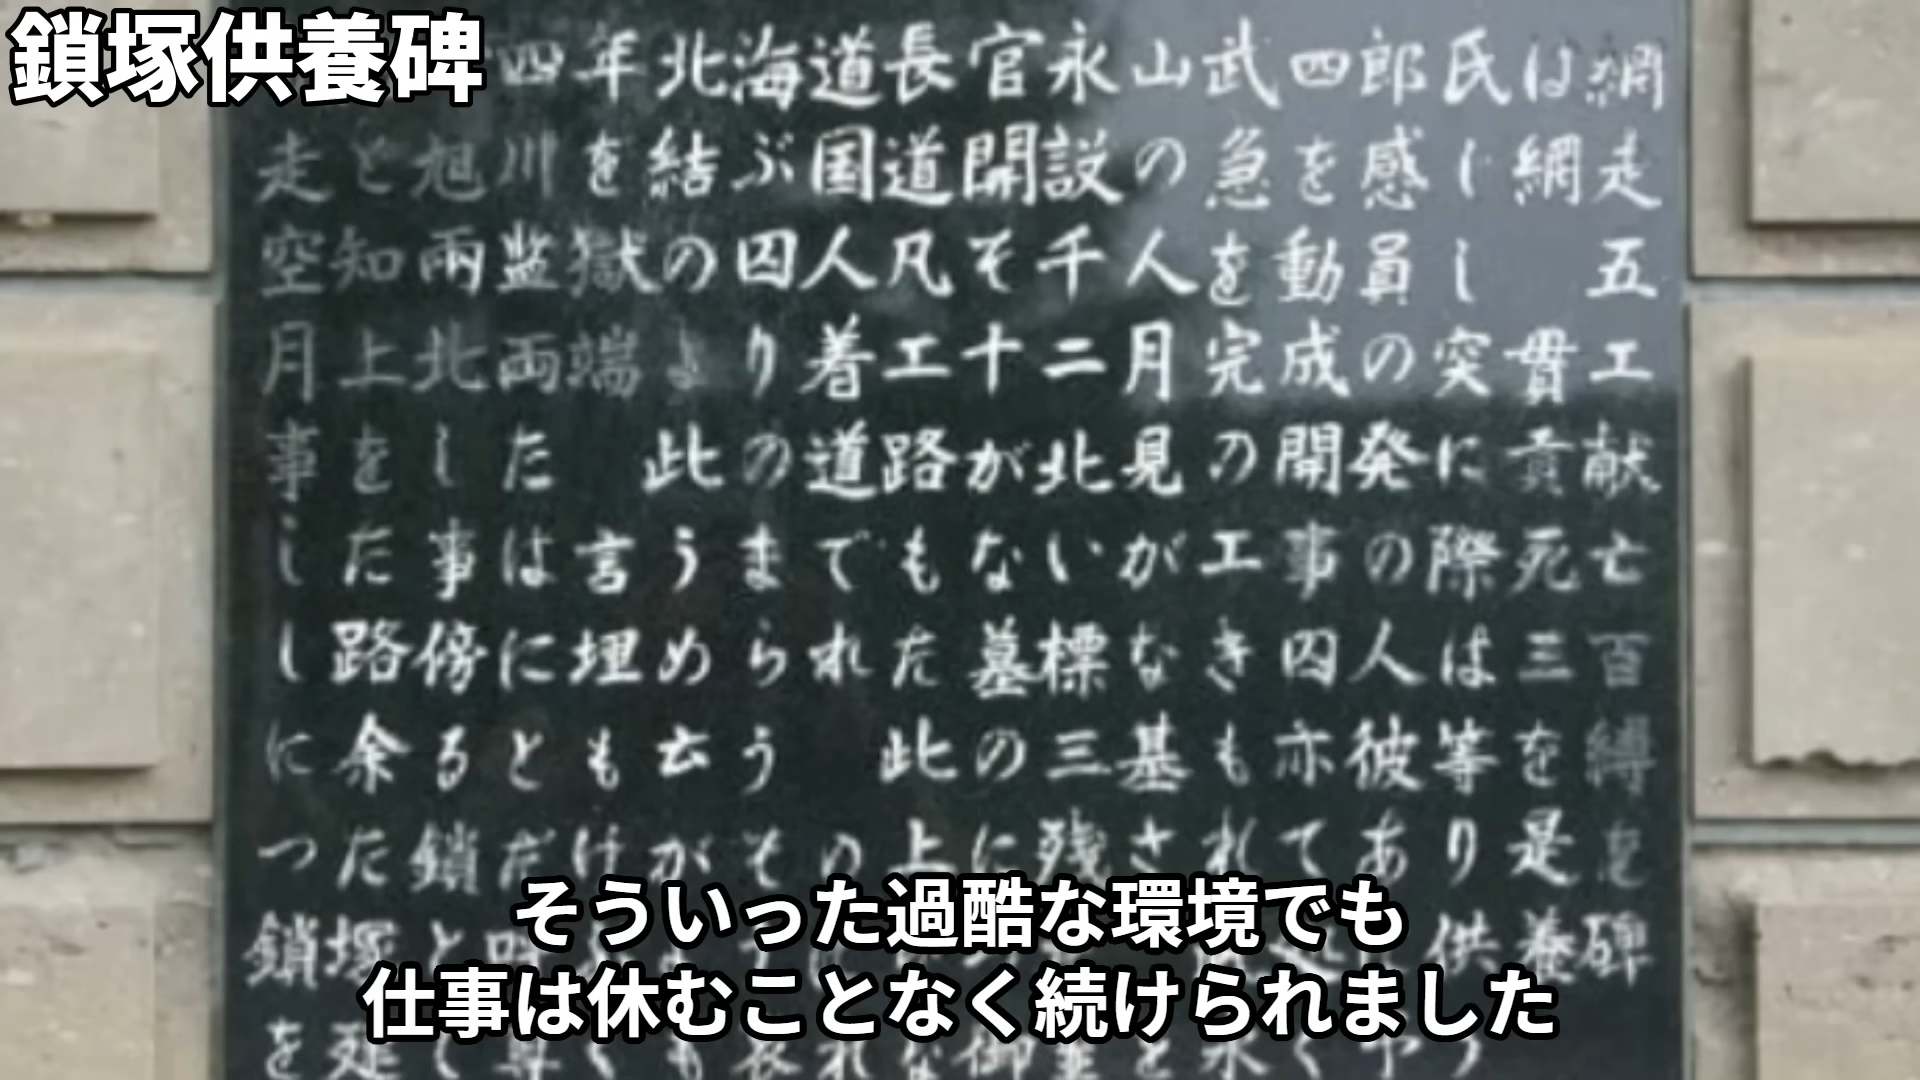 鎖塚供養碑
四年北海道長官永山武四郎氏は網
走と旭川を結ぶ国道開設の急を感じ網走
空知両監獄の囚人凡そ千人を動員し 五
月上北両端より着工十二月完成の突貫工
事をした 此の道路が北見の開発に貢献
した事は言うまでもないが工事の際死亡
し路傍に埋められた墓標なき囚人は三百
に余るとも云う 此の三基も亦彼等を縛
った鎖だけがその上に残されてあり是を
鎖塚と 供養碑
を建て
そういった過酷な環境でも
仕事は休むことなく続けられました